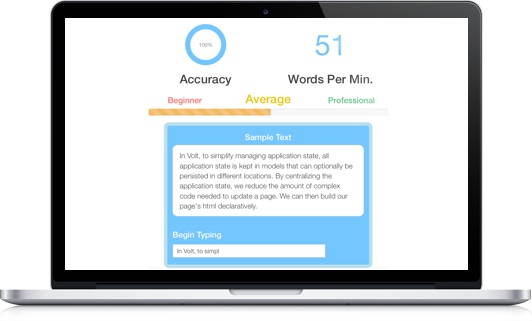 100%
51
Accuracy
Words Per Min.
Beginner
Average
Professional
Sample Text
In Volt, to simplify managing application state, all
application state is kept in models that can optionally be
persisted in different locations. By centralizing the
application state, we reduce the amount of complex
code needed to update a page. We can then build our
page's html declaratively.
Begin Typing
In Volt, to simpl